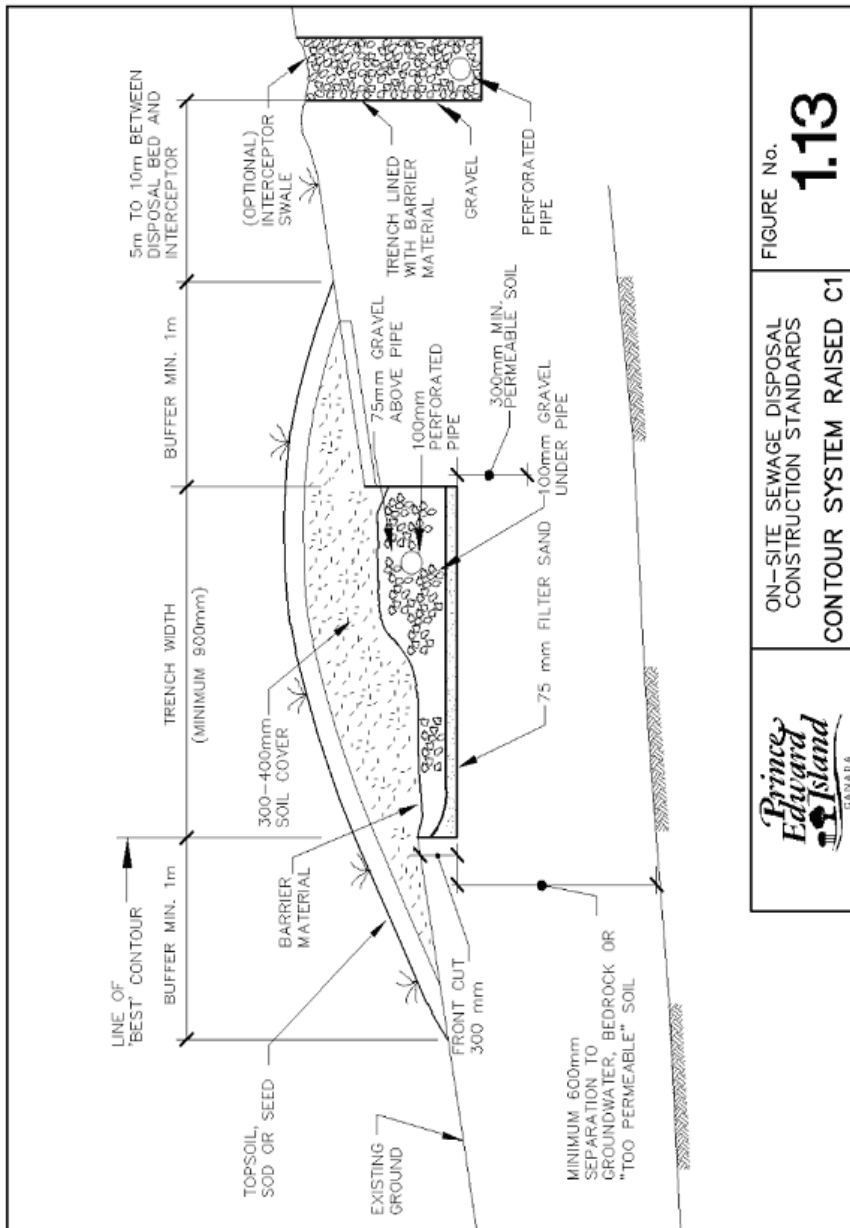 LINE OF
'BEST' CONTOUR
BUFFER MIN. 1m
TRENCH WIDTH
(MINIMUM 900mm)
BUFFER MIN. 1m
5m TO 10m BETWEEN
DISPOSAL BED AND
INTERCEPTOR
TOPSOIL,
SOD OR SEED
300-400mm
SOIL COVER
BARRIER
MATERIAL
(OPTIONAL)
INTERCEPTOR
SWALE
EXISTING
GROUND
FRONT CUT
300 mm
75mm GRAVEL
ABOVE PIPE
100mm
PERFORATED
PIPE
TRENCH LINED
WITH BARRIER
MATERIAL
GRAVEL
PERFORATED
PIPE
300mm MIN.
PERMEABLE SOIL
100mm GRAVEL
UNDER PIPE
75 mm FILTER SAND
MINIMUM 600mm
SEPARATION TO
GROUNDWATER, BEDROCK OR
"TOO PERMEABLE" SOIL
Prince
Edward
Island
CANADA
ON-SITE SEWAGE DISPOSAL
CONSTRUCTION STANDARDS
CONTOUR SYSTEM RAISED C1
FIGURE No.
1.13